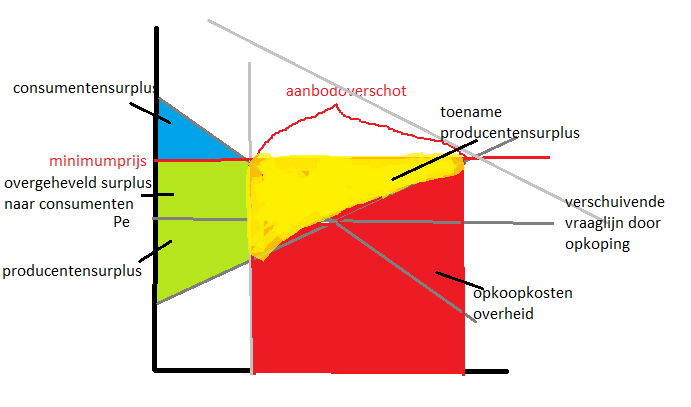 consumentensurplus
aanbodoverschot
toename
producentensurplus
minimumprijs
overgeheveld surplus
naar consumenten
Pe
verschuivende
vraaglijn door
opkoping
producentensurplus
opkoopkosten
overheid